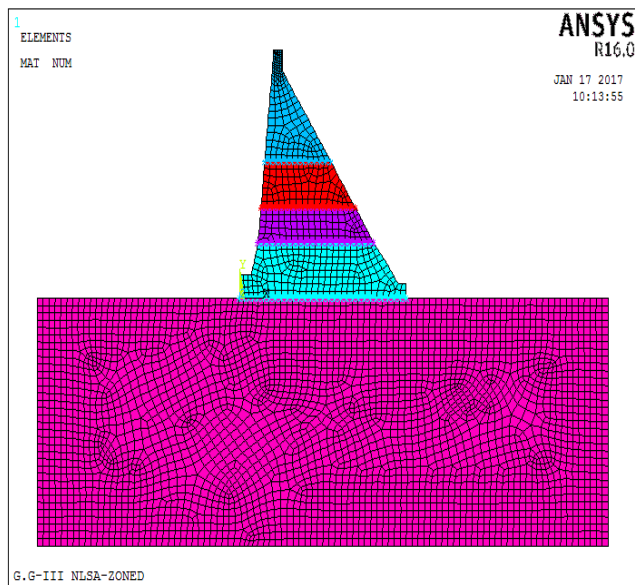 1
ELEMENTS
MAT NUM
ANSYS
R16.0
JAN 17 2017
10:13:55
Y
G.G-III NLSA-ZONED